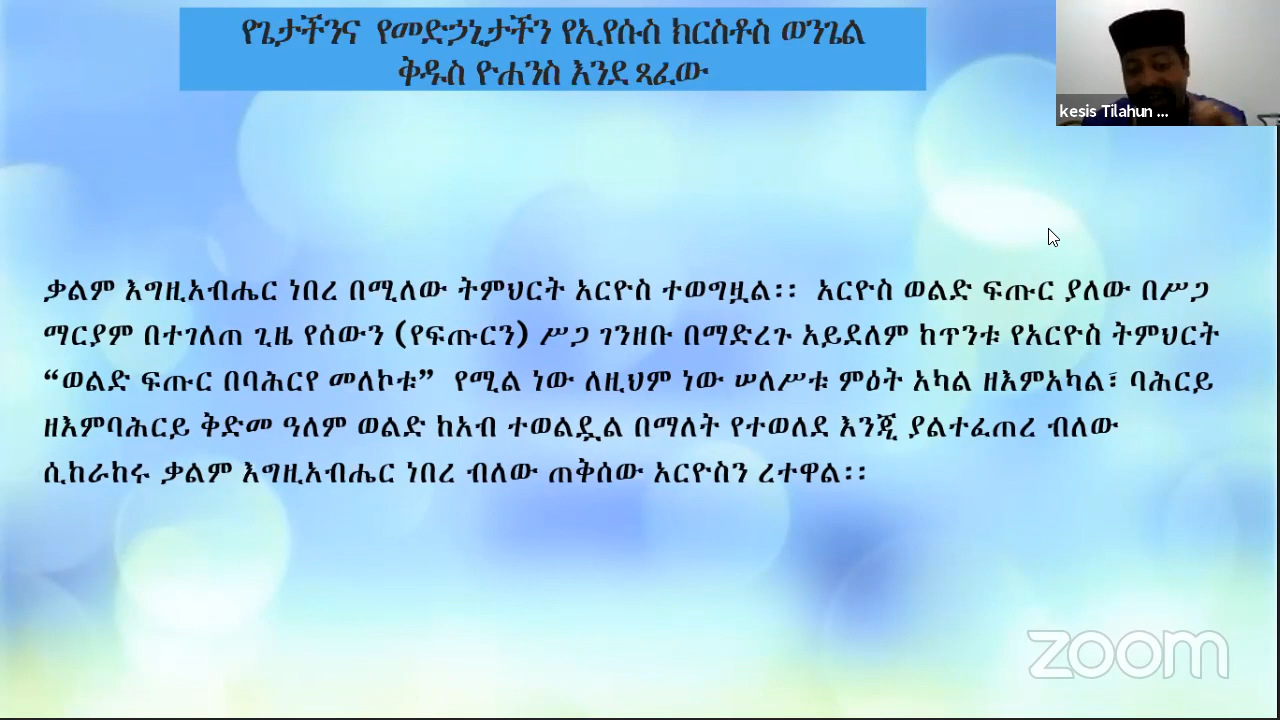 የጌታችንና የመድኃኒታችን የኢየሱስ ክርስቶስ ወንጌል
ቅዱስ ዮሐንስ እንደ ጻፈው
kesis Tilahun ...
ቃልም እግዚአብሔር ነበረ በሚለው ትምህርት አርዮስ ተወግዟል፡፡ አርዮስ ወልድ ፍጡር ያለው በሥጋ
ማርያም በተገለጠ ጊዜ የሰውን (የፍጡርን) ሥጋ ገንዘቡ በማድረጉ አይደለም ከጥንቱ የአርዮስ ትምህርት
“ወልድ ፍጡር በባሕርየ መለኮቱ” የሚል ነው ለዚህም ነው ሠለሥቱ ምዕት አካል ዘእምአካል፣ ባሕርይ
ዘእምባሕርይ ቅድመ ዓለም ወልድ ከአብ ተወልዷል በማለት የተወለደ እንጂ ያልተፈጠረ ብለው
ሲከራከሩ ቃልም እግዚአብሔር ነበረ ብለው ጠቅሰው አርዮስን ረተዋል፡፡
zoom